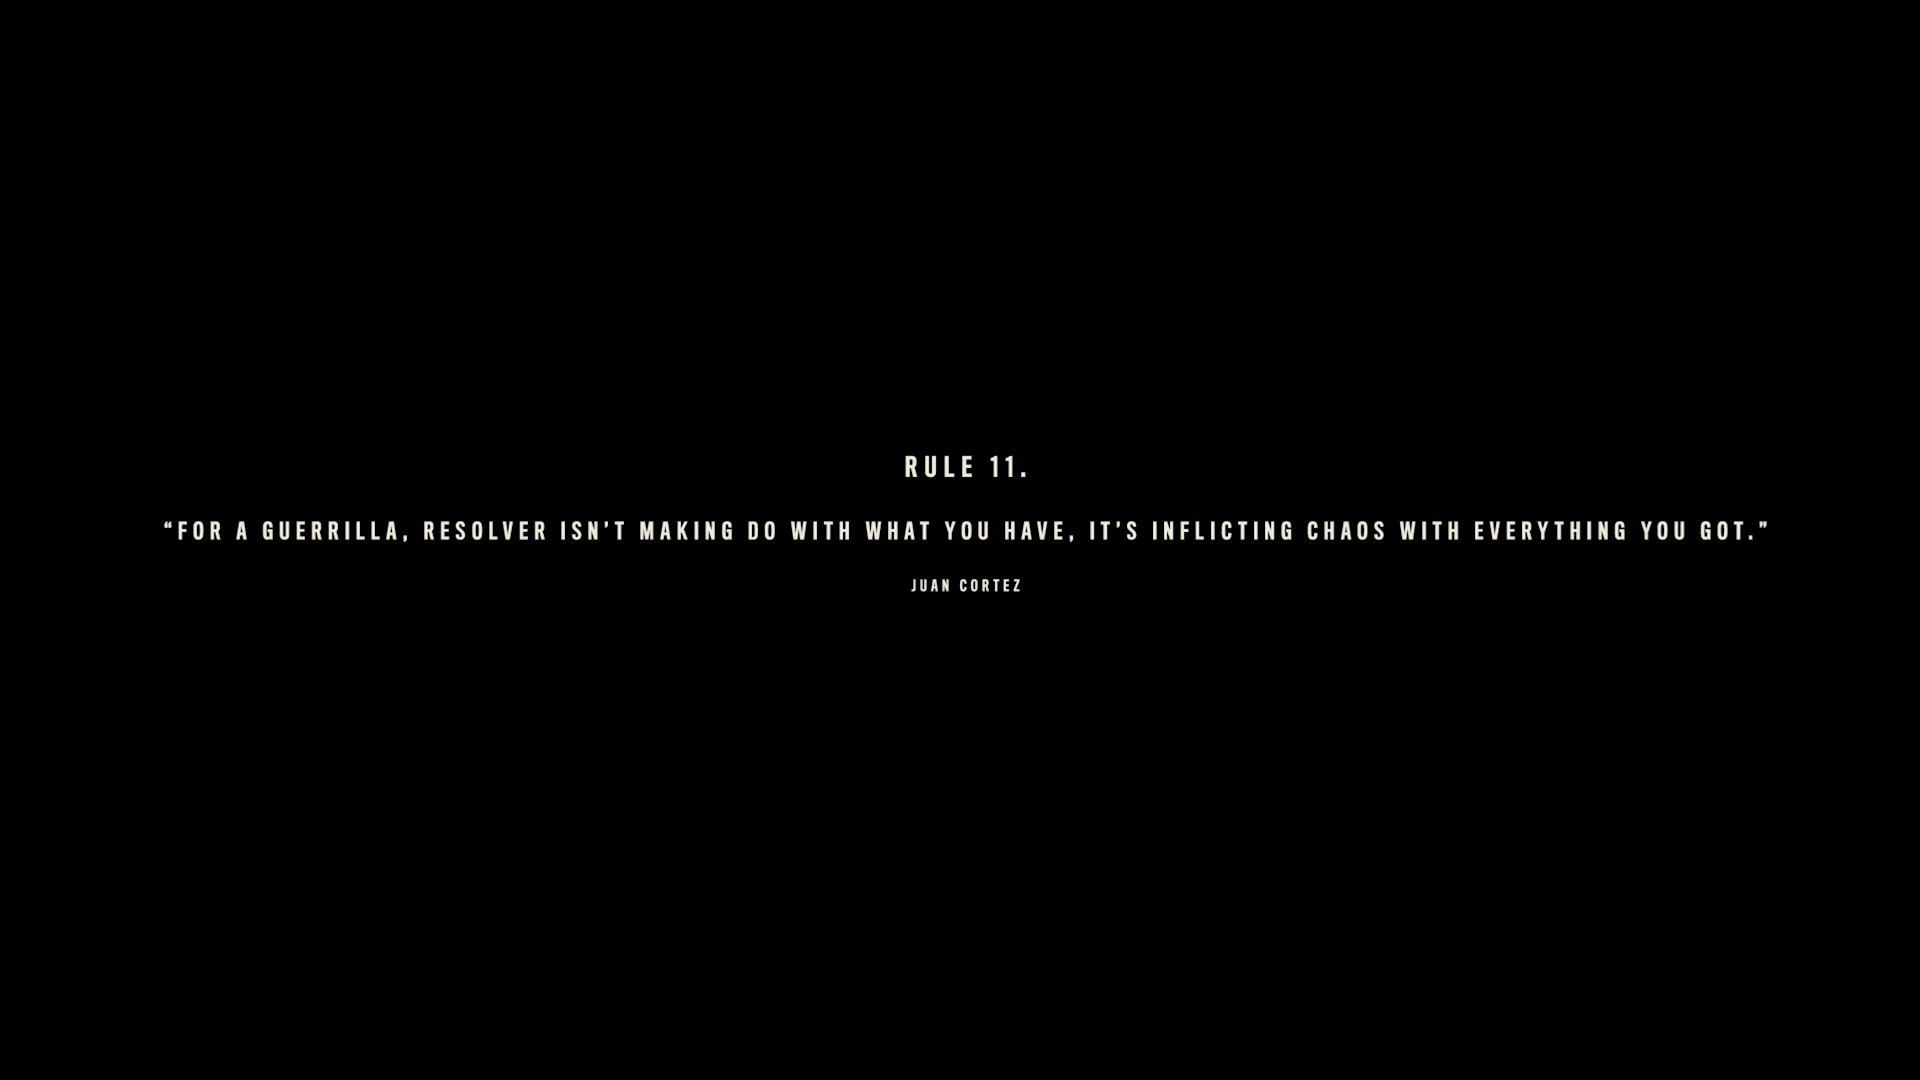 RULE 11.
“FOR A GUERRILLA, RESOLVER ISN’T MAKING DO WITH WHAT YOU HAVE, IT’S INFLICTING CHAOS WITH EVERYTHING YOU GOT.”
JUAN CORTEZ